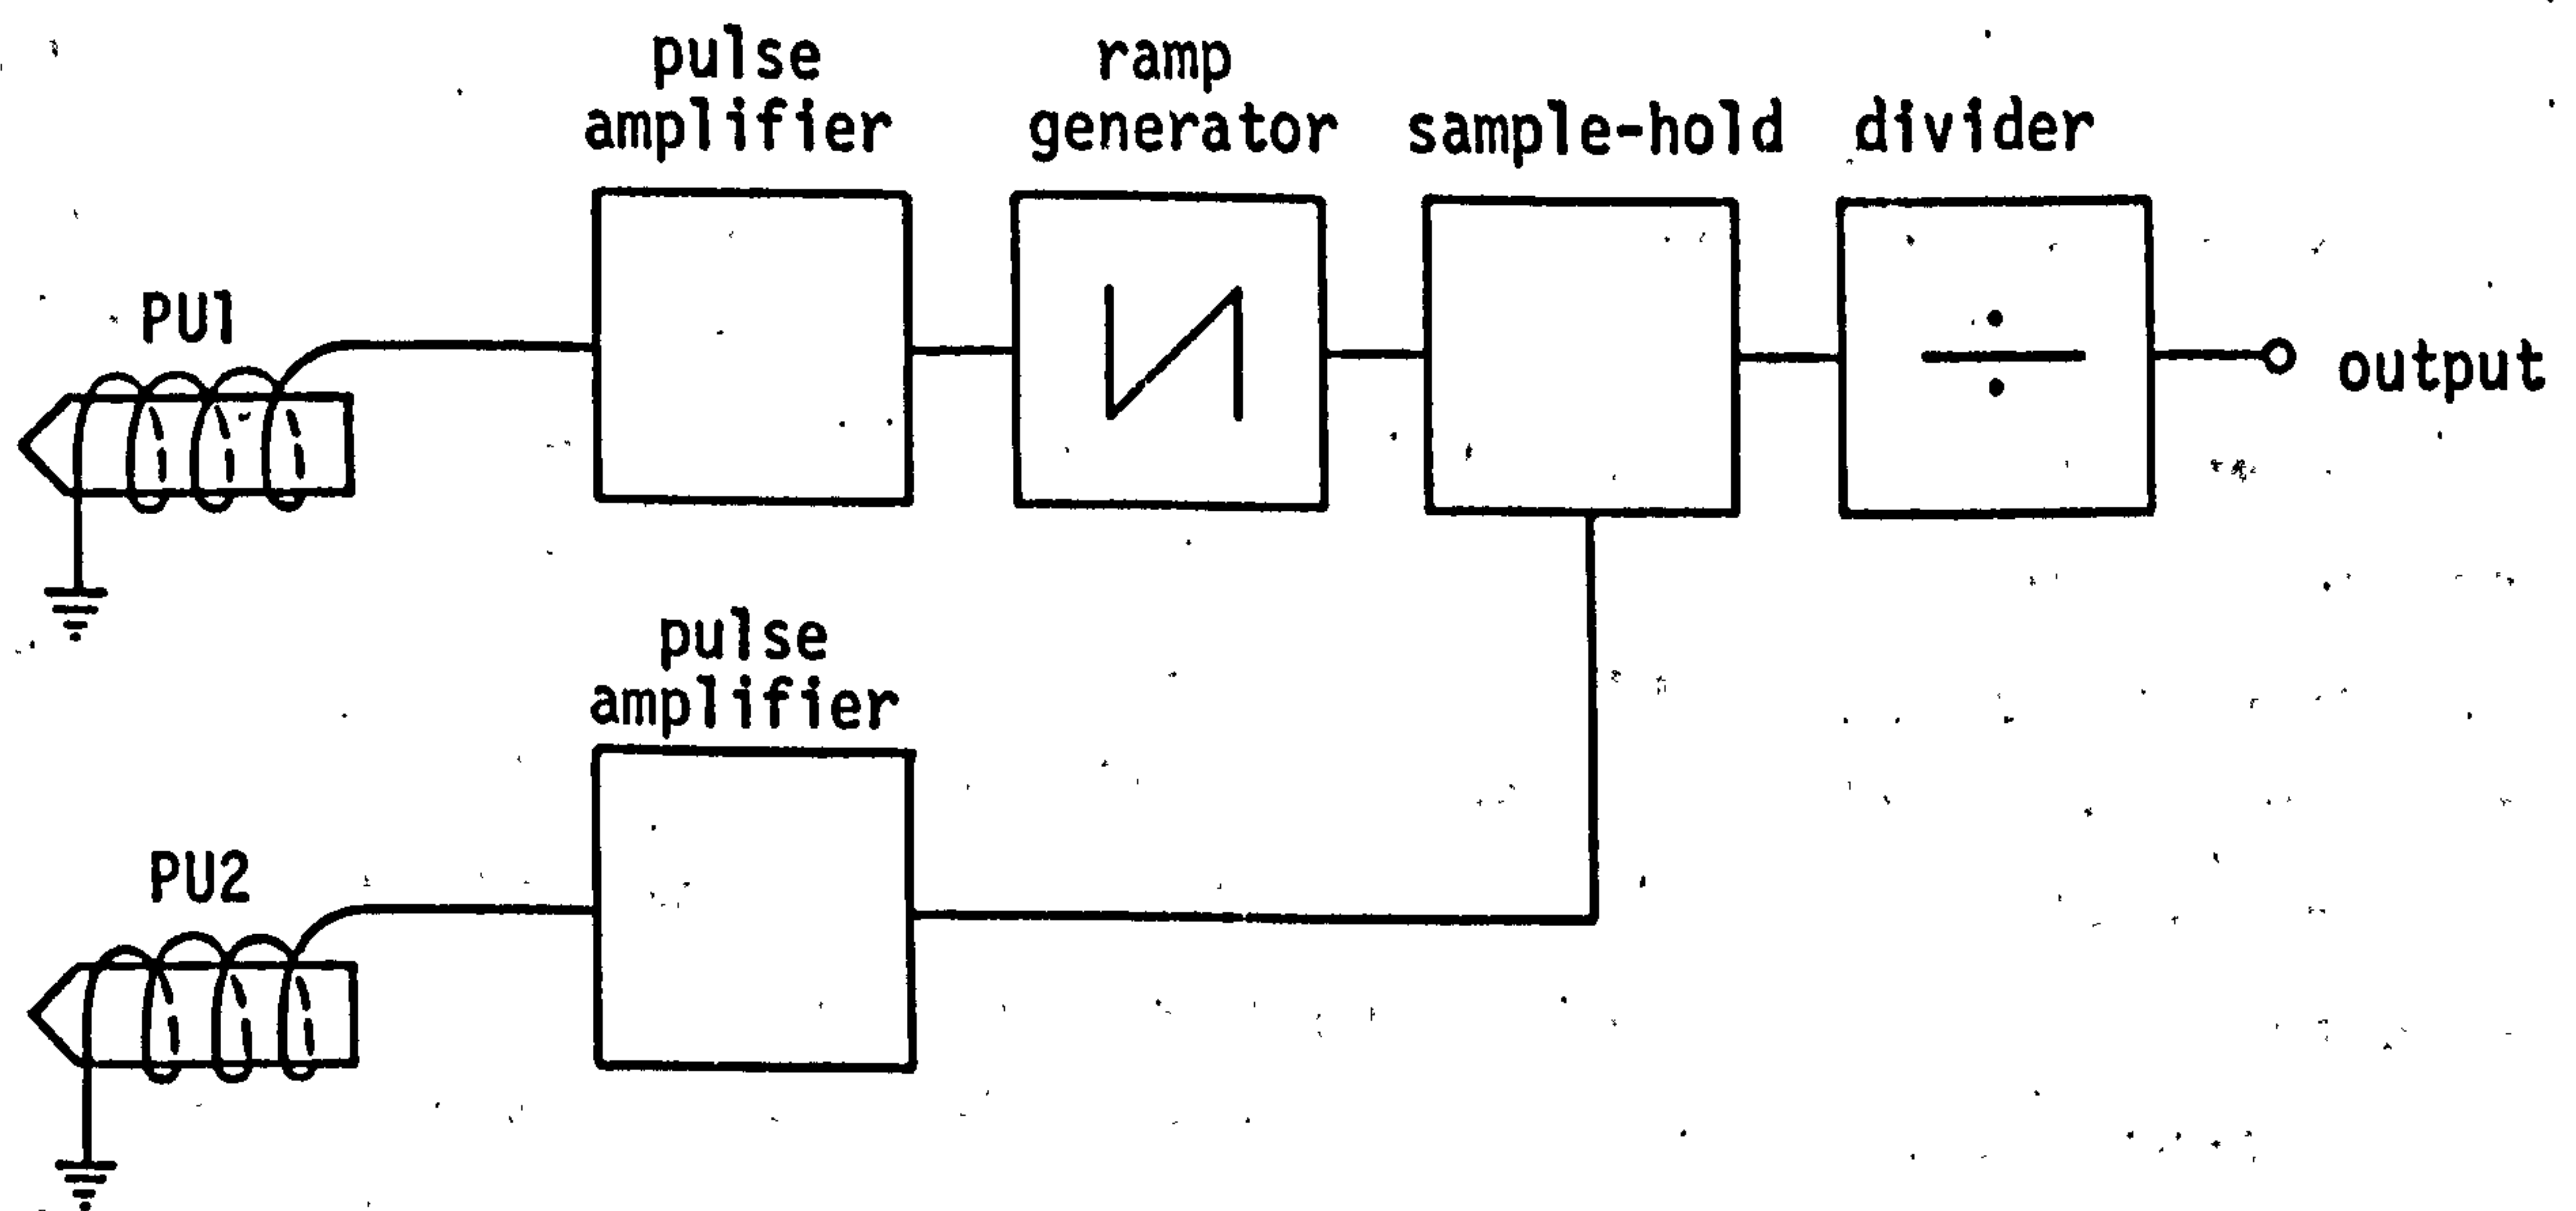 pulse
amplifier
ramp
generator
sample-hold
divider
PU1
output
pulse
amplifier
PU2